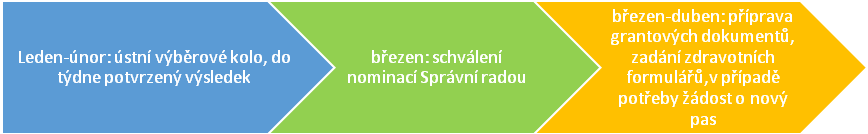 Leden-únor: ústní výběrové kolo, do
týdne potvrzený výsledek
březen: schválení
nominací Správní radou
březen-duben: příprava
grantových dokumentů,
zadání zdravotních
formulářů,v případě
potřeby žádost o nový
pas